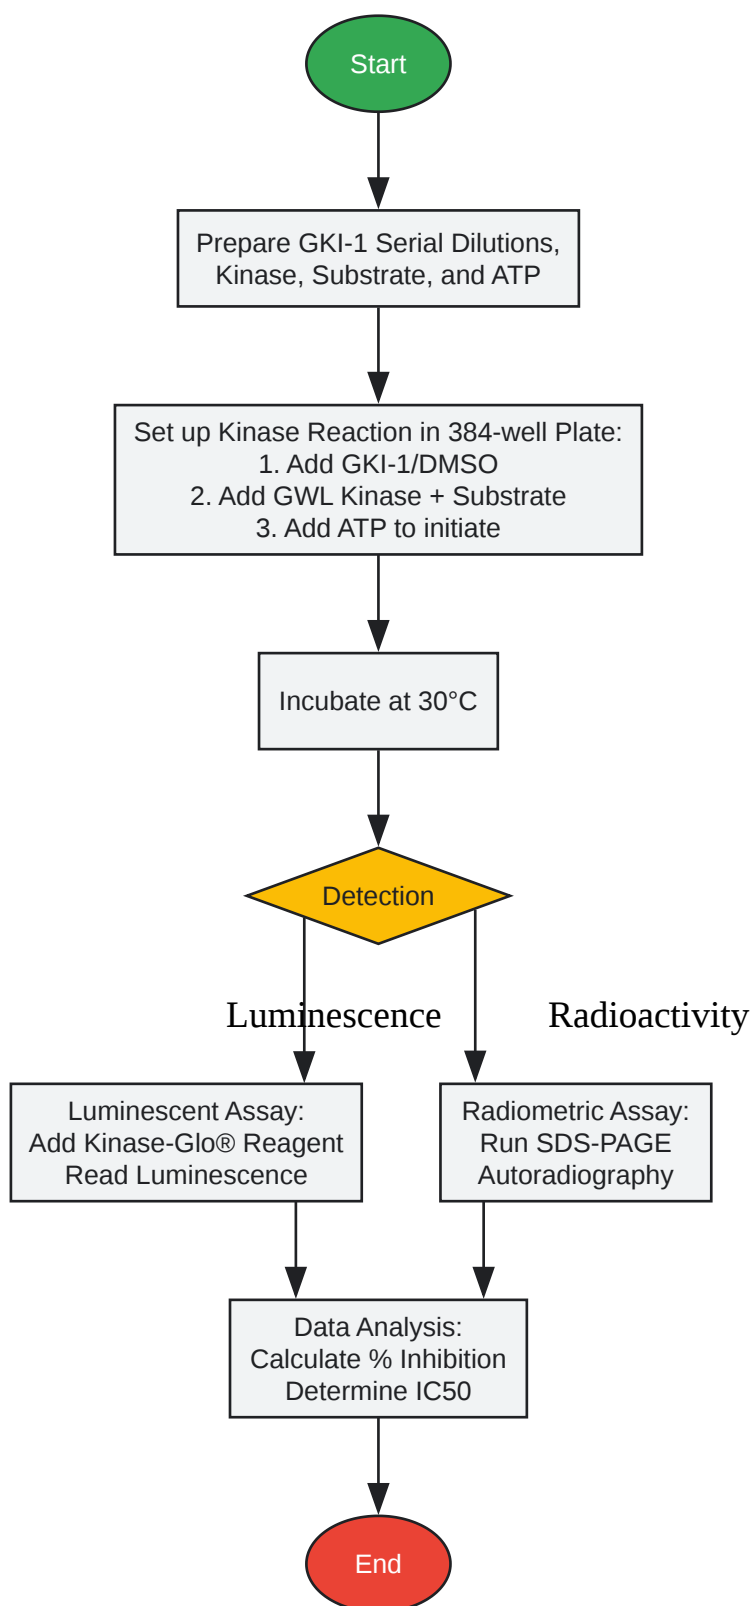 Start
Prepare GKI-1 Serial Dilutions,
Kinase, Substrate, and ATP
Set up Kinase Reaction in 384-well Plate:
1. Add GKI-1/DMSO
2. Add GWL Kinase + Substrate
3. Add ATP to initiate
Incubate at 30°C
Detection
Luminescence
Radioactivity
Luminescent Assay:
Add Kinase-Glo® Reagent
Read Luminescence
Radiometric Assay:
Run SDS-PAGE
Autoradiography
Data Analysis:
Calculate % Inhibition
Determine IC50
End